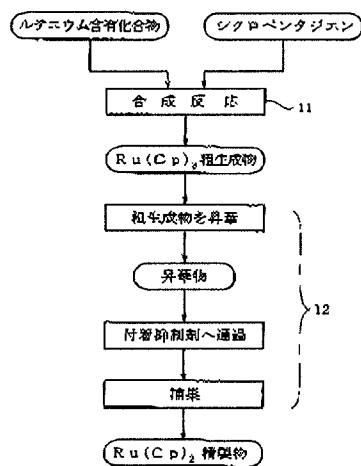 ルテニウム含有化合物
シクロペンタジエン
合成反応
11
Ru(Cp)2粗生成物
粗生成物を昇華
昇華物
12
付着抑制剤へ通過
捕集
Ru(Cp)2精製物